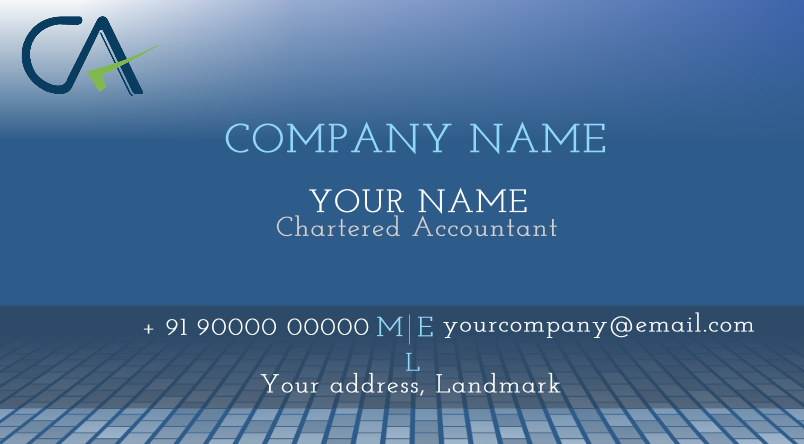 CA
COMPANY NAME
YOUR NAME
Chartered Accountant
+ 91 90000 00000 M | E yourcompany@email.com
L
Your address, Landmark